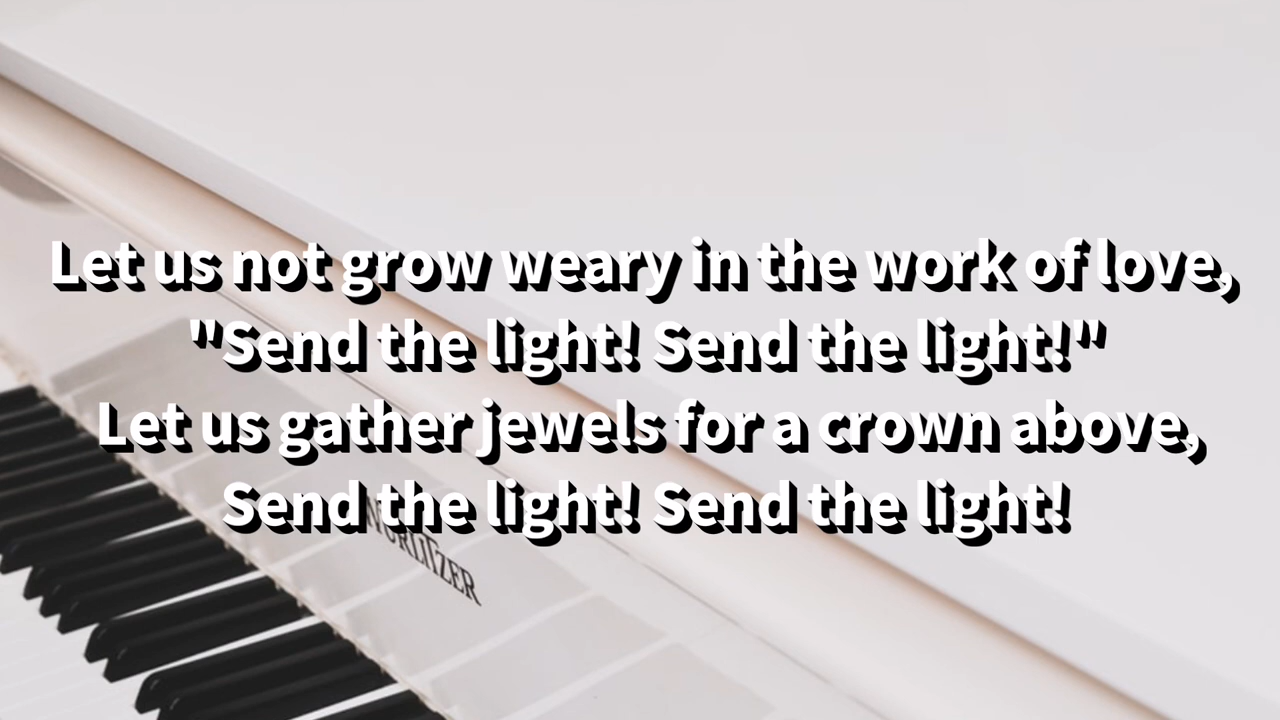 Let us not grow weary in the work of love,
"Send the light! Send the light!"
Let us gather jewels for a crown above,
Send the light! Send the light!
WURLITZER